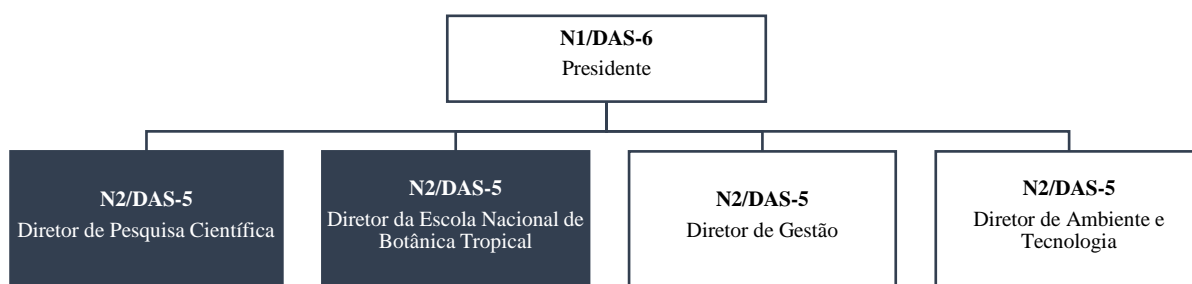 N1/DAS-6
Presidente
N2/DAS-5
Diretor de Pesquisa Científica
N2/DAS-5
Diretor da Escola Nacional de
Botânica Tropical
N2/DAS-5
Diretor de Gestão
N2/DAS-5
Diretor de Ambiente e
Tecnologia